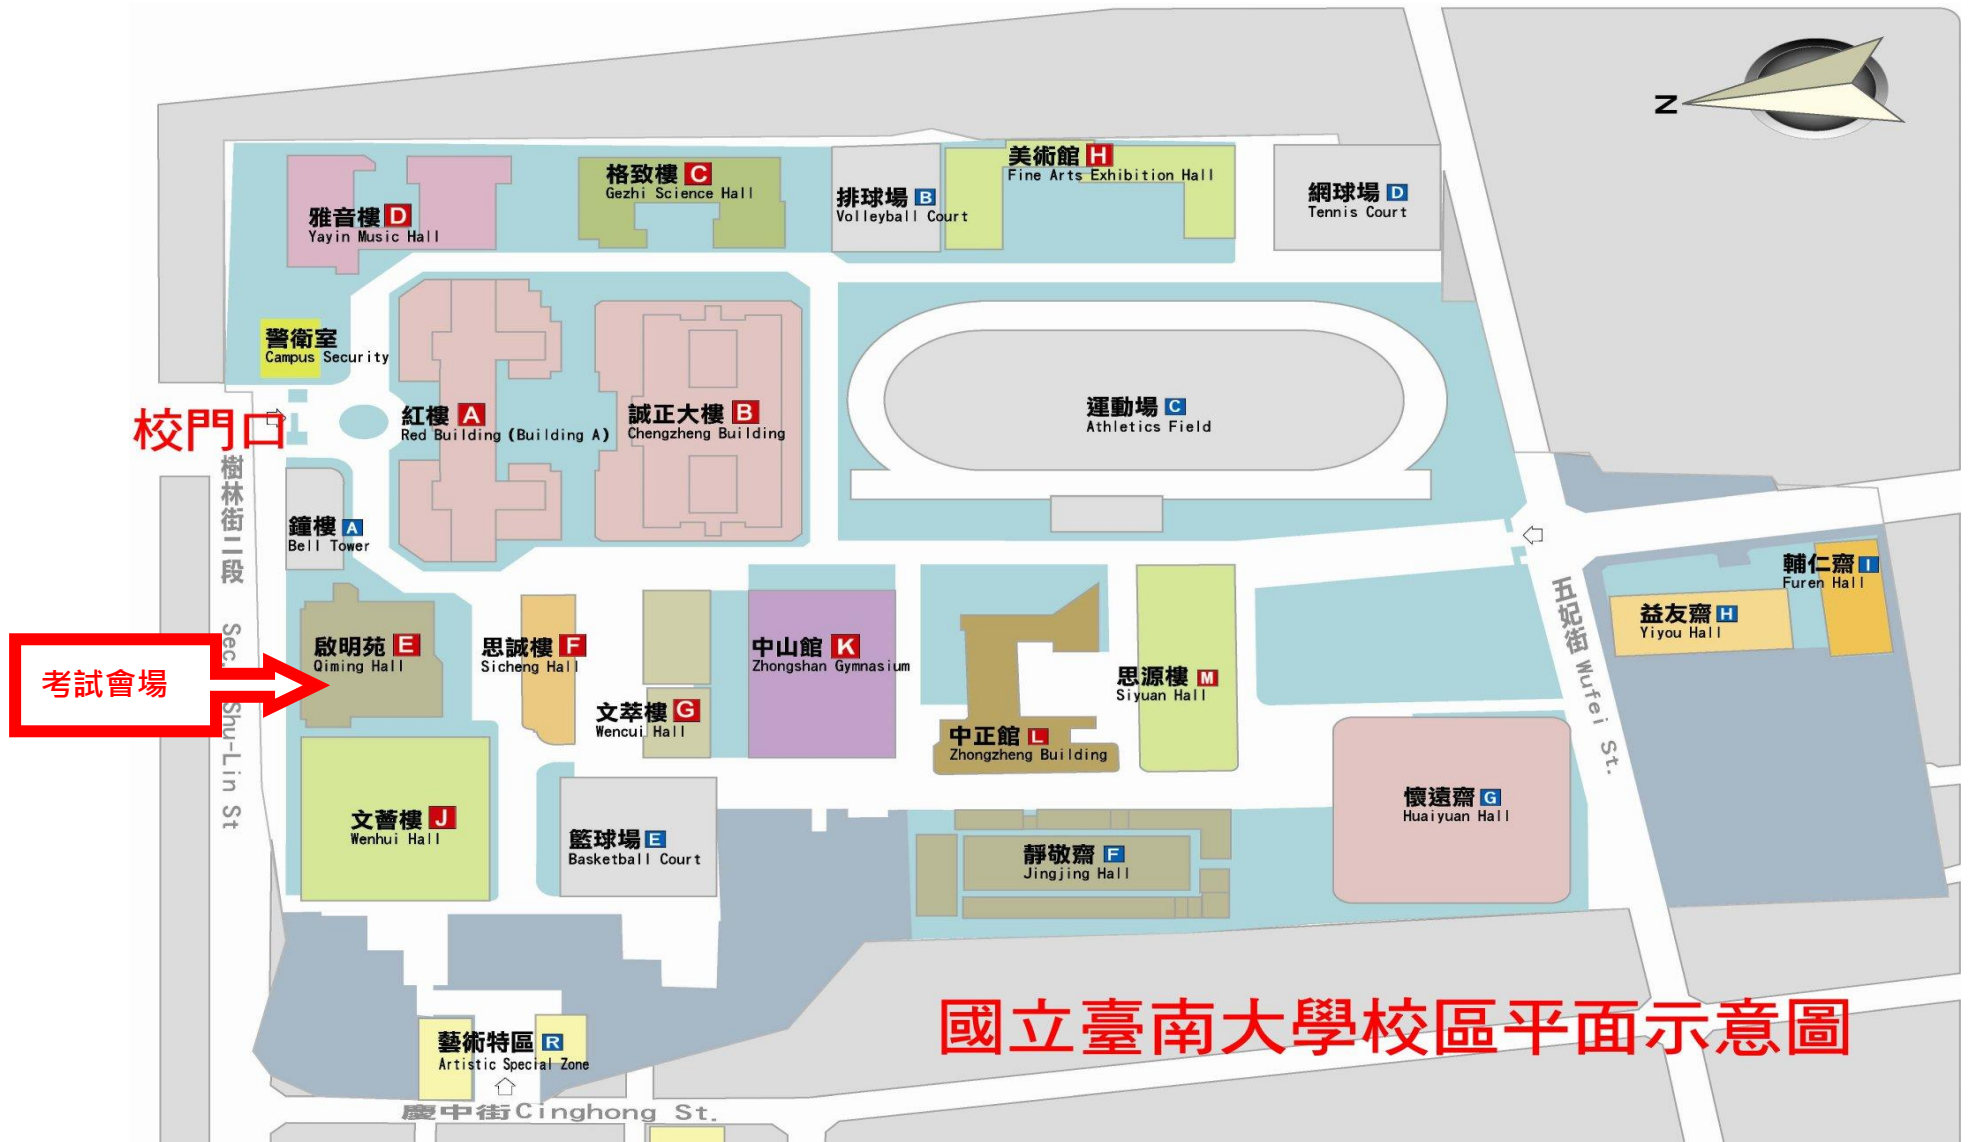 N
美術館 H
Fine Arts Exhibition Hall
格致樓 C
Gezhi Science Hall
排球場 B
Volleyball Court
網球場 D
Tennis Court
雅音樓 D
Yayin Music Hall
警衛室
Campus Security
校門口
紅樓 A
Red Building (Building A)
誠正大樓 B
Chengzheng Building
運動場 C
Athletics Field
樹林街二段 Sec. Shu-Lin St
鐘樓 A
Bell Tower
輔仁齋 I
Furen Hall
益友齋 H
Yiyou Hall
五妃街 Wufei St.
啟明苑 E
Qiming Hall
思誠樓 F
Sicheng Hall
中山館 K
Zhongshan Gymnasium
思源樓 M
Siyuan Hall
考試會場
文萃樓 G
Wencui Hall
中正館 L
Zhongzheng Building
懷遠齋 G
Huaiyuan Hall
文薈樓 J
Wenhui Hall
籃球場 E
Basketball Court
靜敬齋 F
Jingjing Hall
國立臺南大學校區平面示意圖
藝術特區 R
Artistic Special Zone
慶中街Cinghong St.